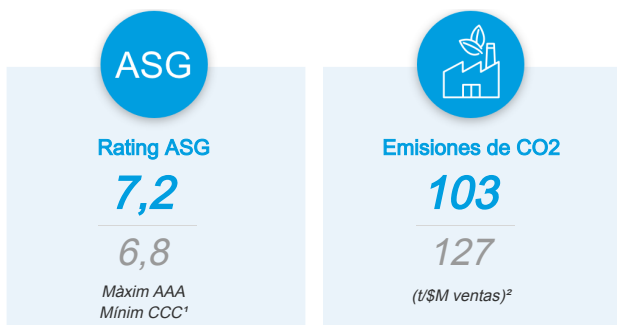 ASG
Rating ASG
7,2
6,8
Màxim AAA
Mínim CCC¹
Emisiones de CO2
103
127
(t/$M ventas)²